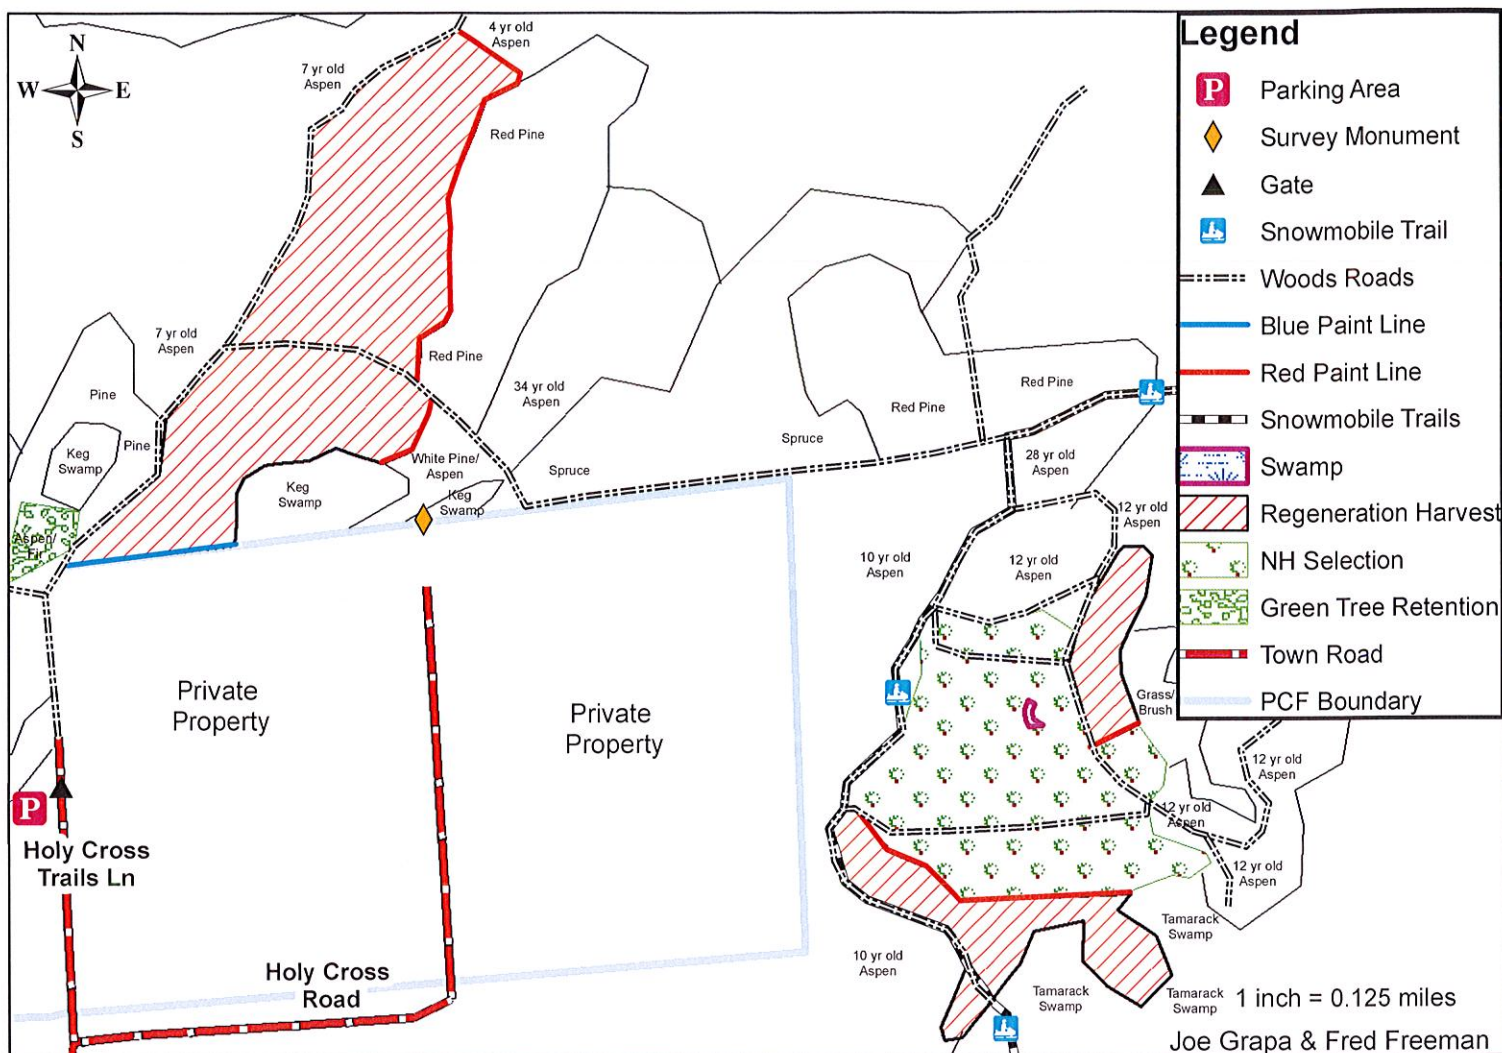 N
W E
S
4 yr old
Aspen
7 yr old
Aspen
Red Pine
7 yr old
Aspen
Red Pine
34 yr old
Aspen
Pine
Pine
Keg
Swamp
Aspen/
Fir
Keg
Swamp
White Pine/
Aspen
Keg
Swamp
Spruce
Spruce
Red Pine
Red Pine
28 yr old
Aspen
12 yr old
Aspen
10 yr old
Aspen
12 yr old
Aspen
Grass/
Brush
Private
Property
Private
Property
12 yr old
Aspen
12 yr old
Aspen
12 yr old
Aspen
P
Holy Cross
Trails Ln
Holy Cross
Road
10 yr old
Aspen
Tamarack
Swamp
Tamarack
Swamp
Tamarack
Swamp
Legend
P Parking Area
Survey Monument
Gate
Snowmobile Trail
Woods Roads
Blue Paint Line
Red Paint Line
Snowmobile Trails
Swamp
Regeneration Harvest
NH Selection
Green Tree Retention
Town Road
PCF Boundary
1 inch = 0.125 miles
Joe Grapa & Fred Freeman